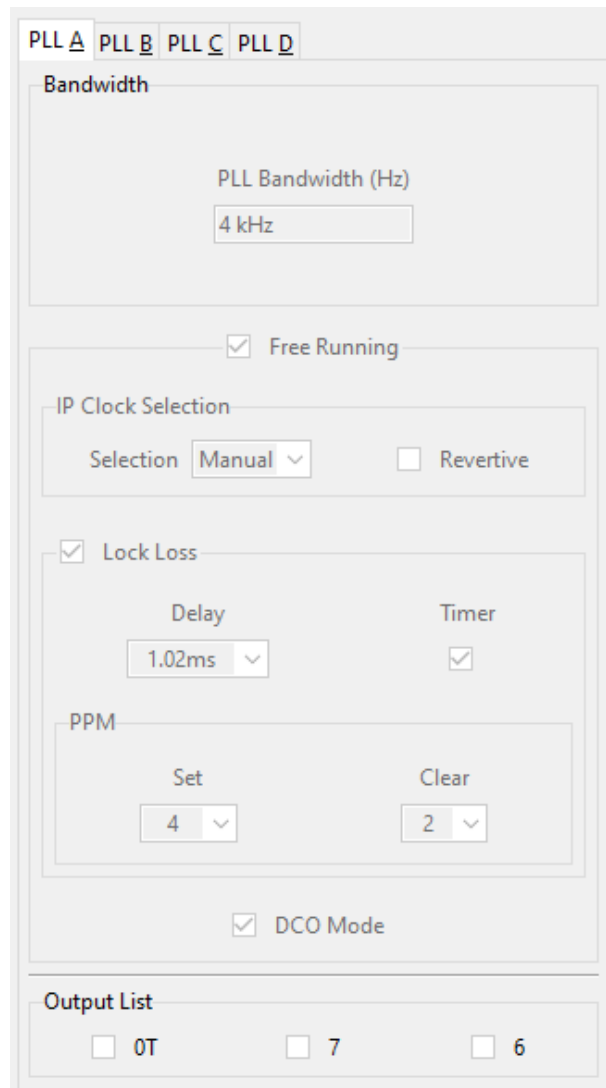 PLL A PLL B PLL C PLL D
Bandwidth
PLL Bandwidth (Hz)
4 kHz
Free Running
IP Clock Selection
Selection Manual Revertive
Lock Loss
Delay Timer
1.02ms
PPM
Set Clear
4 2
DCO Mode
Output List
0T 7 6